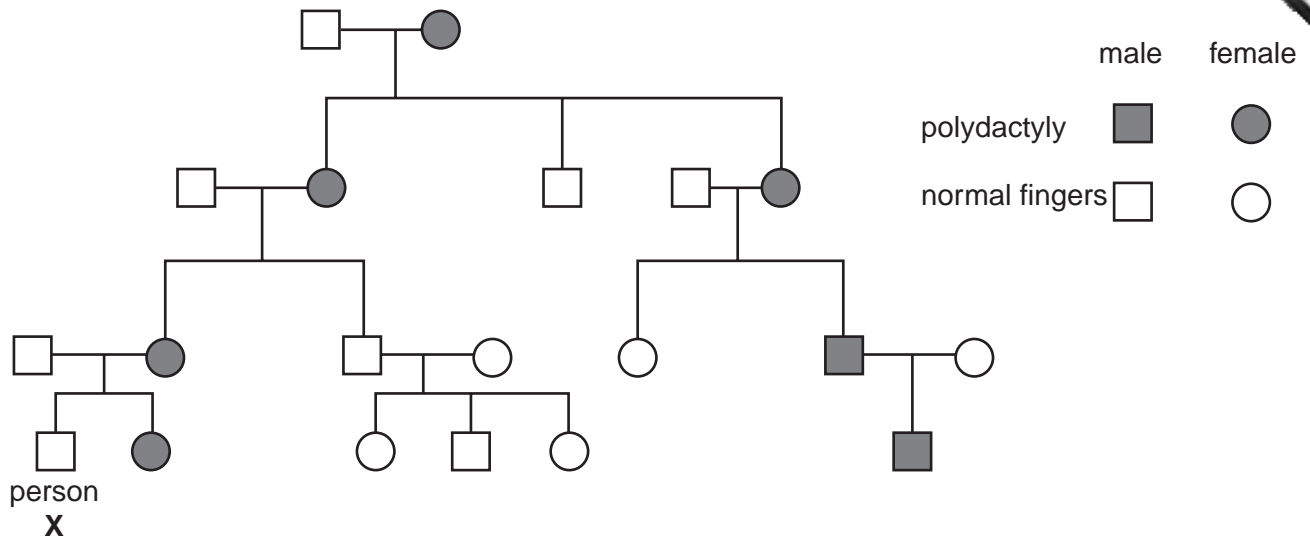 male female
polydactyly
normal fingers
person
X